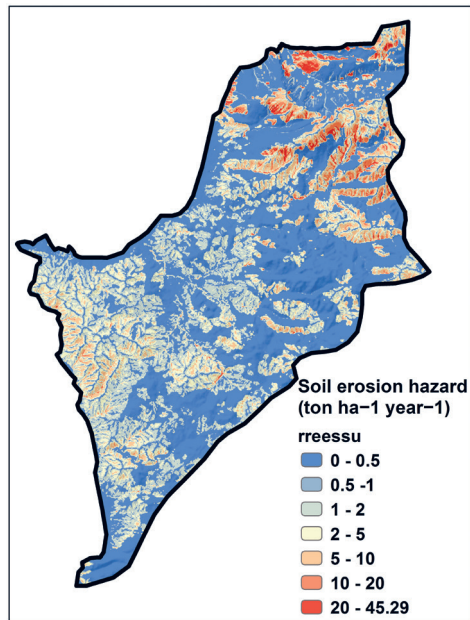 Soil erosion hazard
(ton ha−1 year−1)
rreessu
0 - 0.5
0.5 -1
1 - 2
2 - 5
5 - 10
10 - 20
20 - 45.29